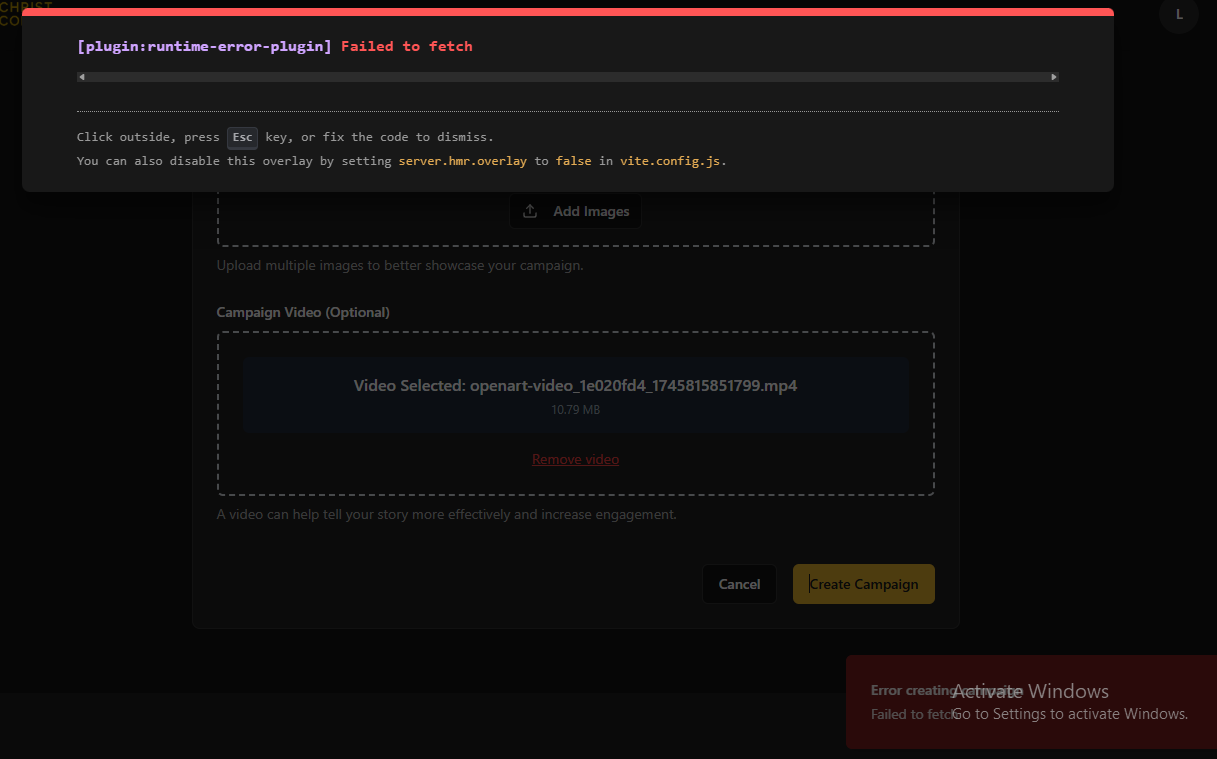 CHRIST
L
[plugin:runtime-error-plugin] Failed to fetch
Click outside, press Esc key, or fix the code to dismiss.
You can also disable this overlay by setting server.hmr.overlay to false in vite.config.js.
Add Images
Upload multiple images to better showcase your campaign.
Campaign Video (Optional)
Video Selected: openart-video_1e020fd4_1745815851799.mp4
10.79 MB
Remove video
A video can help tell your story more effectively and increase engagement.
Cancel
Create Campaign
Error creating campaign
Failed to fetch
Activate Windows
Go to Settings to activate Windows.